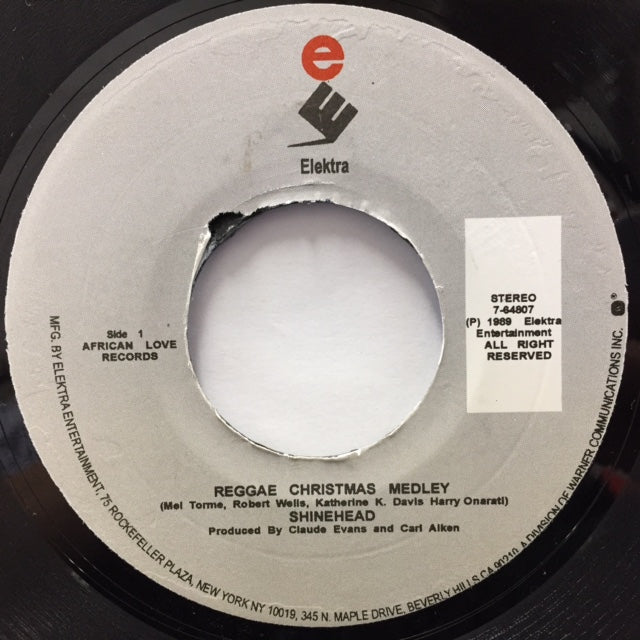 e
Elektra
Side 1
AFRICAN LOVE
RECORDS
STEREO
7-64807
(P) 1989 Elektra
Entertainment
ALL RIGHT
RESERVED
REGGAE CHRISTMAS MEDLEY
(Mel Torme, Robert Wells, Katherine K. Davis Harry Onarati)
SHINEHEAD
Produced By Claude Evans and Carl Aiken
MFG. BY ELEKTRA ENTERTAINMENT, 75 ROCKEFELLER PLAZA, NEW YORK NY 10019, 345 N. MAPLE DRIVE, BEVERLY HILLS CA 90210, A DIVISION OF WARNER COMMUNICATIONS INC. ®